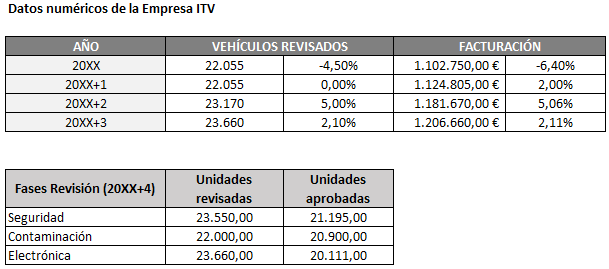 Datos numéricos de la Empresa ITV
AÑO VEHÍCULOS REVISADOS FACTURACIÓN
20XX 22.055 -4,50% 1.102.750,00 € -6,40%
20XX+1 22.055 0,00% 1.124.805,00 € 2,00%
20XX+2 23.170 5,00% 1.181.670,00 € 5,06%
20XX+3 23.660 2,10% 1.206.660,00 € 2,11%
Fases Revisión (20XX+4) Unidades revisadas Unidades aprobadas
Seguridad 23.550,00 21.195,00
Contaminación 22.000,00 20.900,00
Electrónica 23.660,00 20.111,00